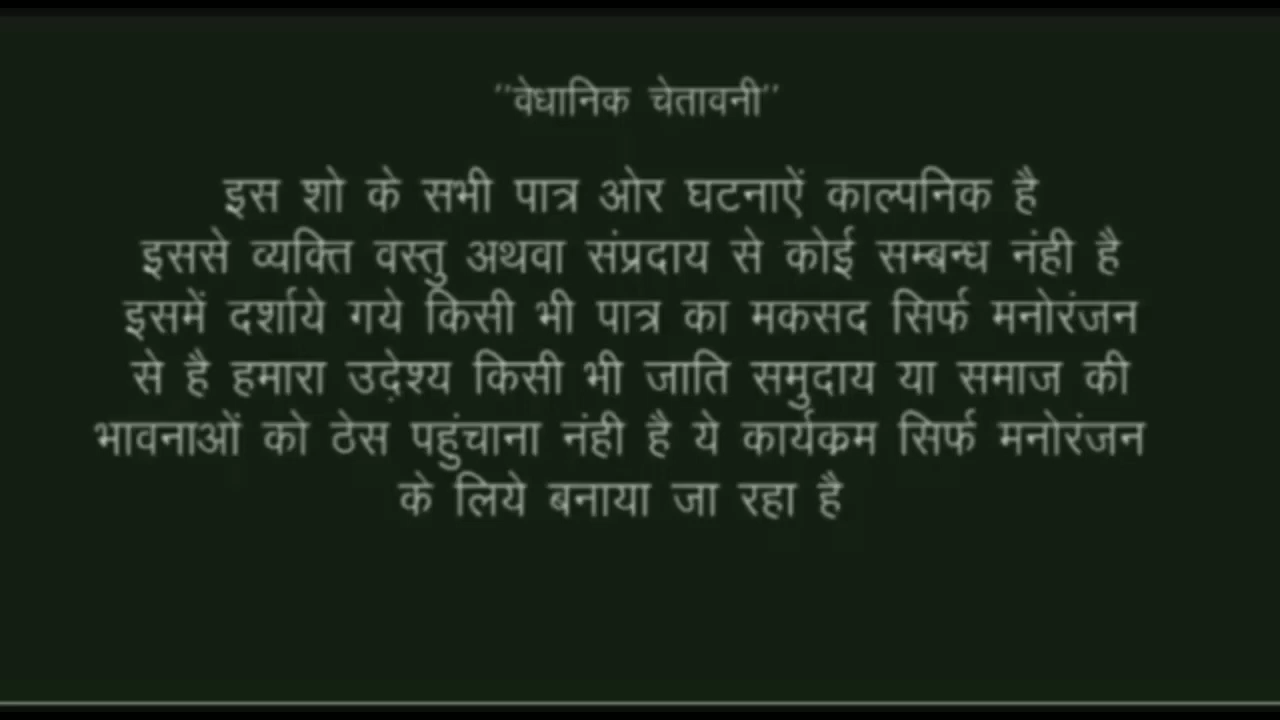 "वेधानिक चेतावनी"
इस शो के सभी पात्र ओर घटनाऐं काल्पनिक है
इससे व्यक्ति वस्तु अथवा संप्रदाय से कोई सम्बन्ध नंही है
इसमें दर्शाये गये किसी भी पात्र का मकसद सिर्फ मनोरंजन
से है हमारा उदे़श्य किसी भी जाति समुदाय या समाज की
भावनाओं को ठेस पहुंचाना नंही है ये कार्यक्रम सिर्फ मनोरंजन
के लिये बनाया जा रहा है